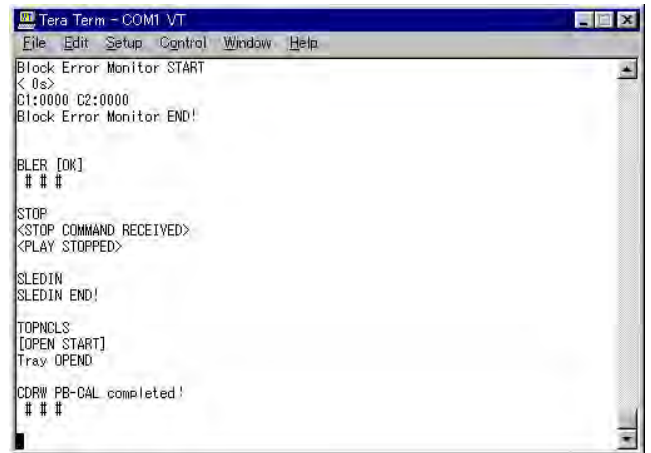 Tera Term - COM1 VT
File Edit Setup Control Window Help
Block Error Monitor START
< 0s>
C1:0000 C2:0000
Block Error Monitor END!
BLER [OK]
# # #
STOP
<STOP COMMAND RECEIVED>
<PLAY STOPPED>
SLEDIN
SLEDIN END!
TOPNCLS
[OPEN START]
Tray OPEND
CDRW PB-CAL completed!
# # #